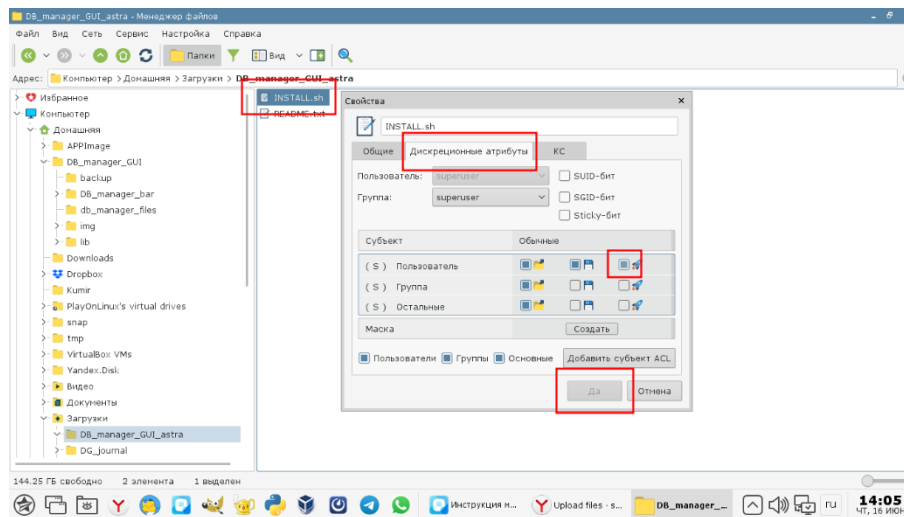 DB_manager_GUI_astra - Менеджер файлов
Файл Вид Сеть Сервис Настройка Справка
Папки Вид
Адрес: Компьютер > Домашняя > Загрузки > DB_manager_GUI_astra
Избранное
Компьютер
Домашняя
APPImage
DB_manager_GUI
backup
DB_manager_bar
db_manager_files
img
lib
Downloads
Dropbox
Kumir
PlayOnLinux's virtual drives
snap
tmp
VirtualBox VMs
Yandex.Disk
Видео
Документы
Загрузки
DB_manager_GUI_astra
DG_journal
INSTALL.sh
README.txt
Свойства
INSTALL.sh
Общие Дискреционные атрибуты КС
Пользователь: superuser SUID-бит
Группа: superuser SGID-бит
Sticky-бит
Субъект Обычные
( S ) Пользователь
( S ) Группа
( S ) Остальные
Маска Создать
Пользователи Группы Основные Добавить субъект ACL
Да Отмена
144.25 ГБ свободно 2 элемента 1 выделен
Инструкция м... Upload files - s... DB_manager_... ru 14:05
ЧТ, 16 ИЮН